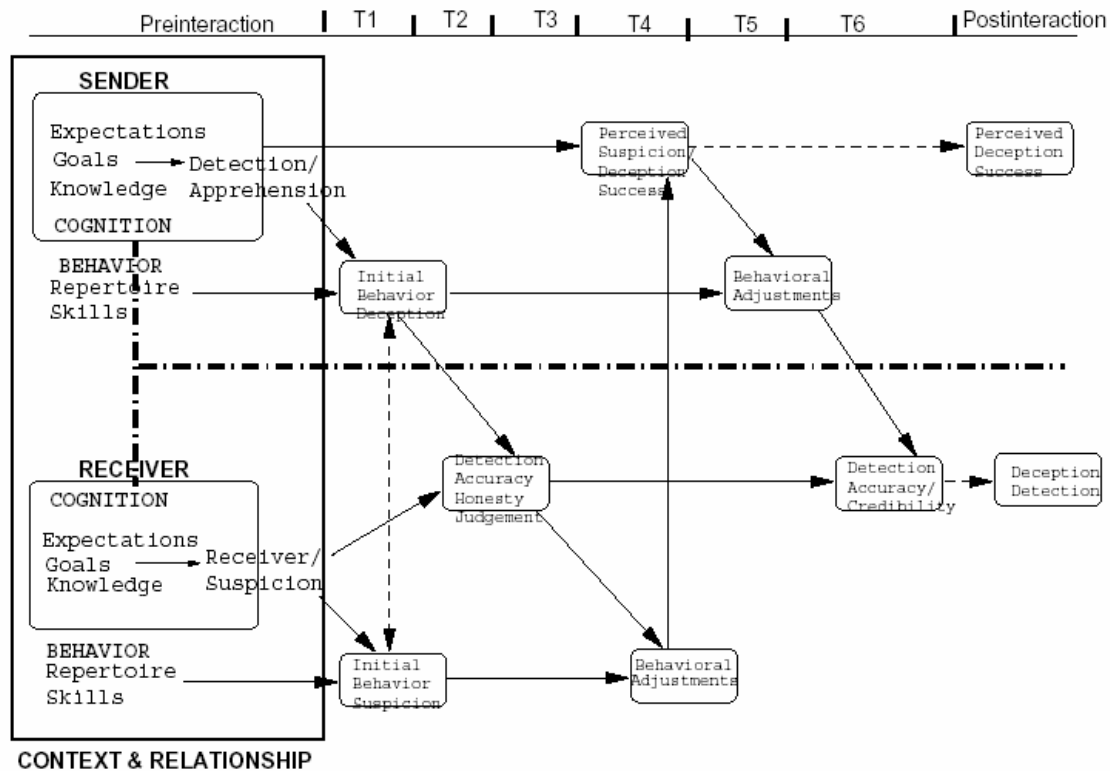 Preinteraction T1 T2 T3 T4 T5 T6 Postinteraction
SENDER
Expectations
Goals
Knowledge
Detection/
Apprehension
COGNITION
BEHAVIOR
Repertoire
Skills
Initial
Behavior
Deception
Perceived
Suspicion/
Deception
Success
Perceived
Deception
Success
Behavioral
Adjustments
RECEIVER
COGNITION
Expectations
Goals
Knowledge
Receiver/
Suspicion
BEHAVIOR
Repertoire
Skills
Detection
Accuracy
Honesty
Judgement
Initial
Behavior
Suspicion
Behavioral
Adjustments
Detection
Accuracy/
Credibility
Deception
Detection
CONTEXT & RELATIONSHIP